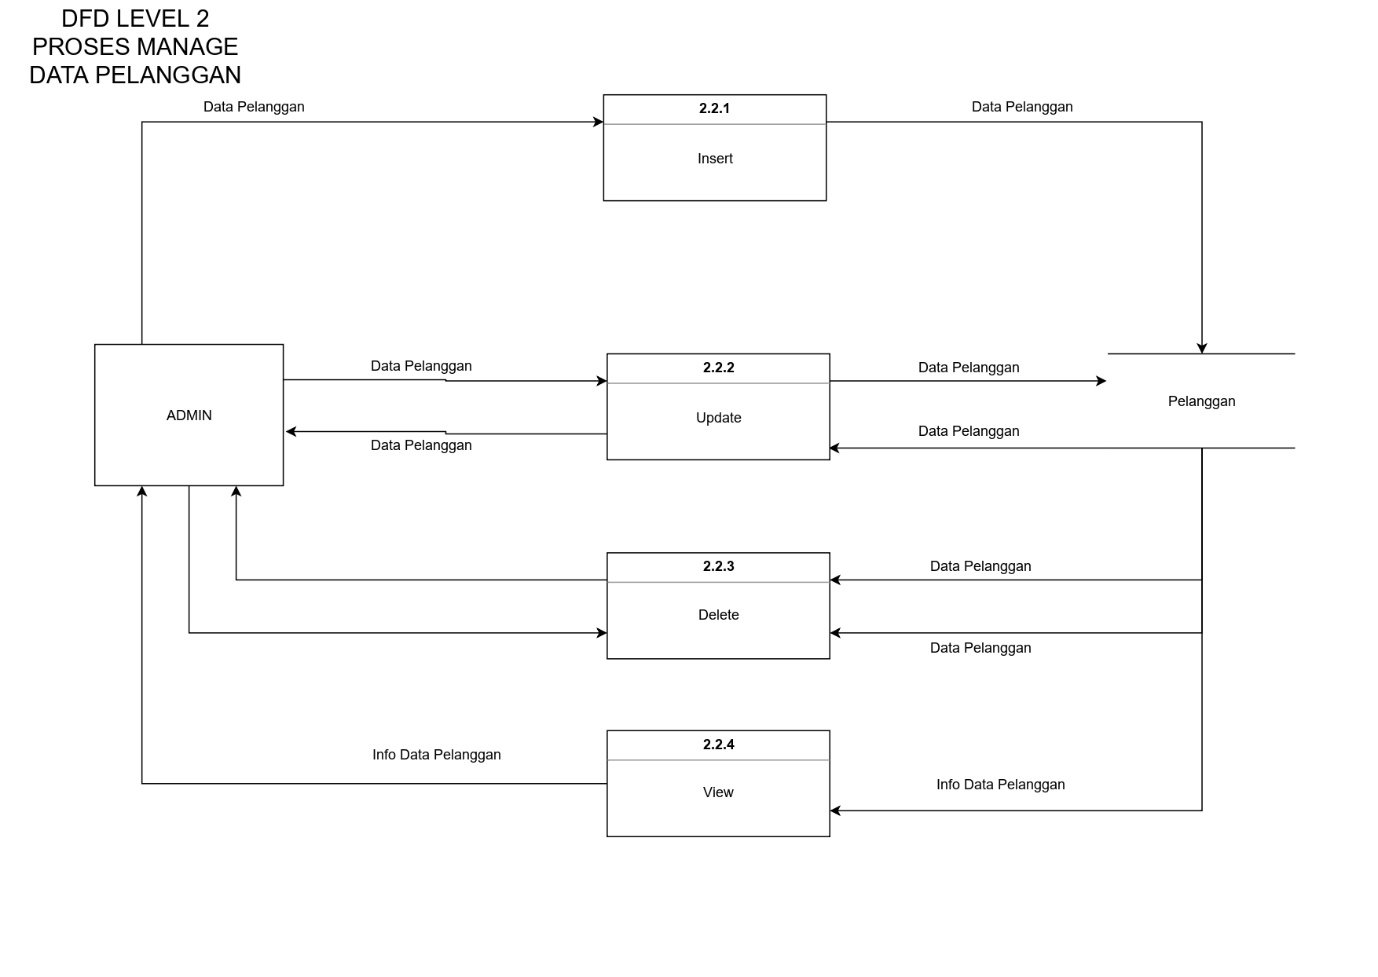 DFD LEVEL 2
PROSES MANAGE
DATA PELANGGAN
Data Pelanggan
2.2.1
Insert
Data Pelanggan
ADMIN
Data Pelanggan
Data Pelanggan
2.2.2
Update
Data Pelanggan
Data Pelanggan
Pelanggan
2.2.3
Delete
Data Pelanggan
Data Pelanggan
Info Data Pelanggan
2.2.4
View
Info Data Pelanggan